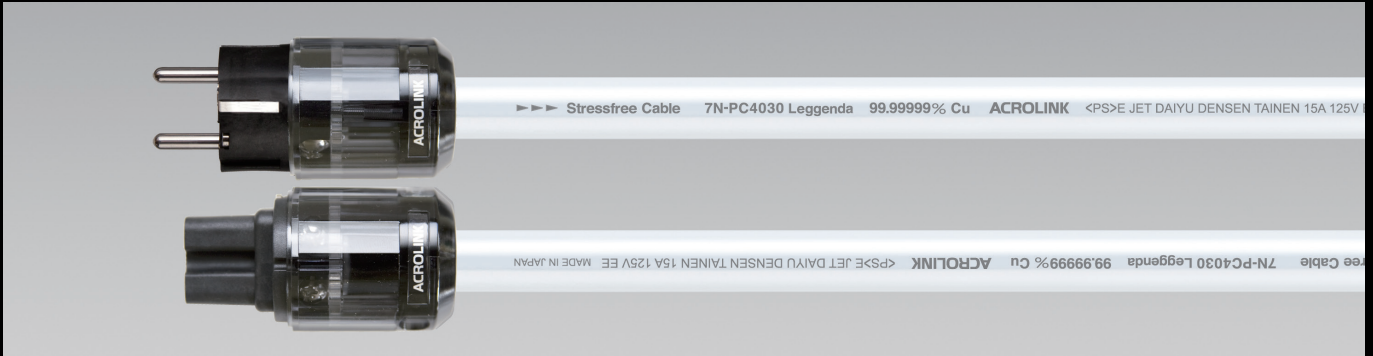 ACROLINK
►►► Stressfree Cable 7N-PC4030 Leggenda 99.99999% Cu ACROLINK <PS>E JET DAIYU DENSEN TAINEN 15A 125V
ACROLINK
ree Cable 7N-PC4030 Leggenda 99.99999% Cu ACROLINK <PS>E JET DAIYU DENSEN TAINEN 15A 125V EE MADE IN JAPAN